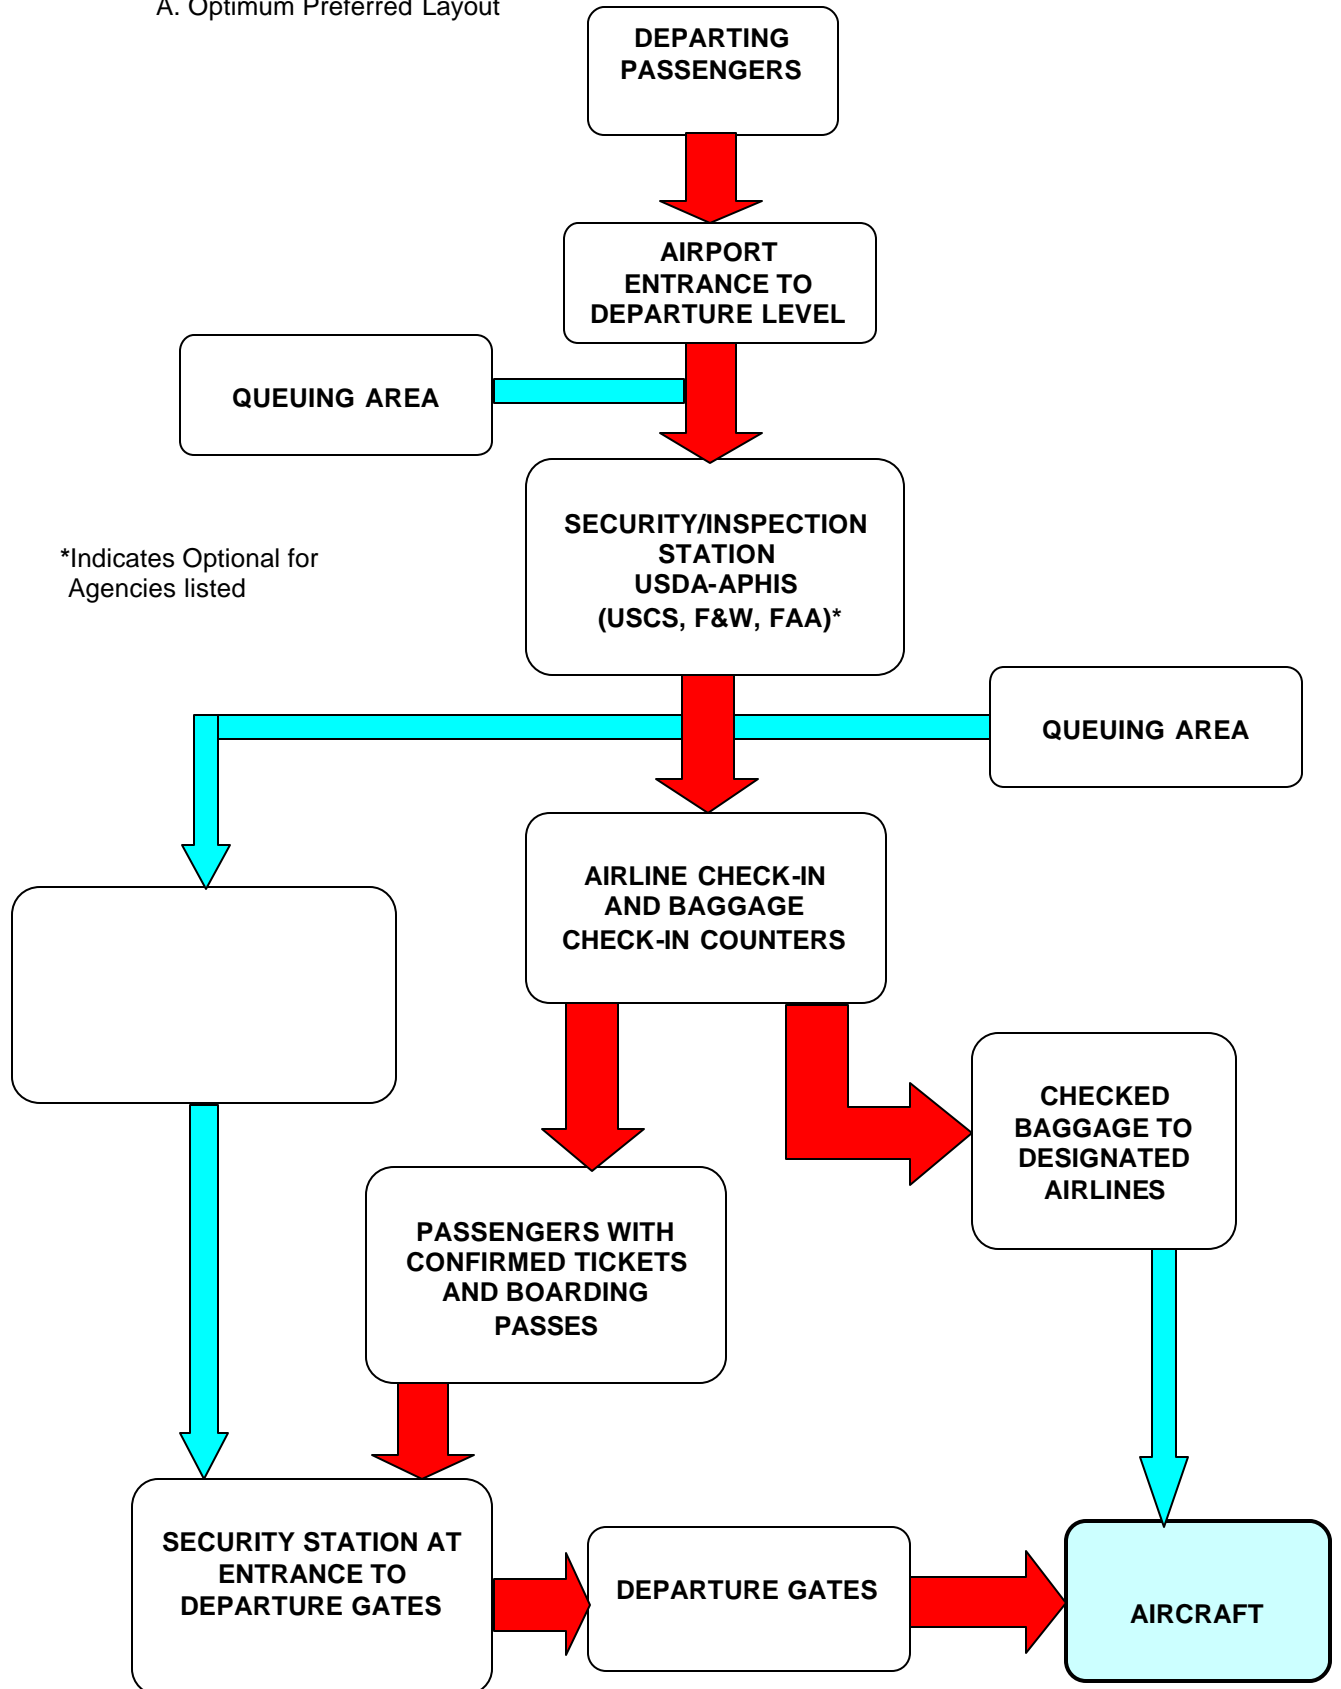 A. Optimum Preferred Layout
DEPARTING
PASSENGERS
AIRPORT
ENTRANCE TO
DEPARTURE LEVEL
QUEUING AREA
SECURITY/INSPECTION
STATION
USDA-APHIS
(USCS, F&W, FAA)*
*Indicates Optional for
Agencies listed
QUEUING AREA
AIRLINE CHECK-IN
AND BAGGAGE
CHECK-IN COUNTERS
CHECKED
BAGGAGE TO
DESIGNATED
AIRLINES
PASSENGERS WITH
CONFIRMED TICKETS
AND BOARDING
PASSES
SECURITY STATION AT
ENTRANCE TO
DEPARTURE GATES
DEPARTURE GATES
AIRCRAFT